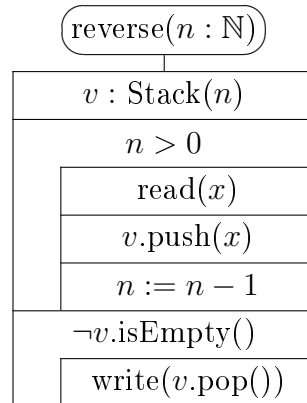 reverse(n : ℕ)
v : Stack(n)
n > 0
read(x)
v.push(x)
n := n − 1
¬v.isEmpty()
write(v.pop())